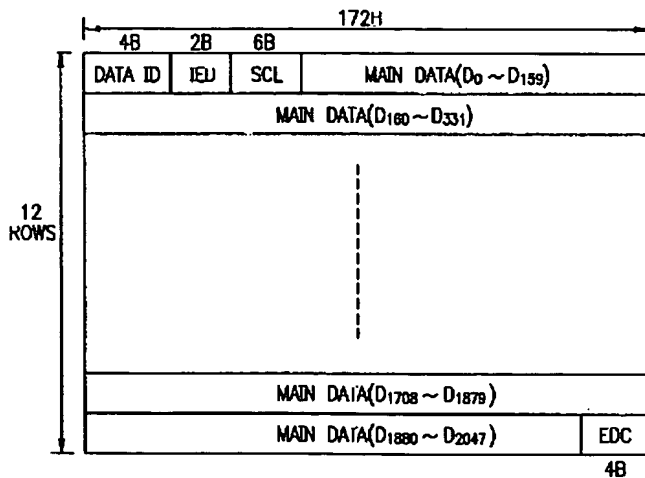 172H
4B 2B 6B
DATA ID IEU SCL MAIN DATA(D0 ~ D159)
MAIN DATA(D160 ~ D331)
12
ROWS
MAIN DATA(D1708 ~ D1879)
MAIN DATA(D1880 ~ D2047) EDC
4B